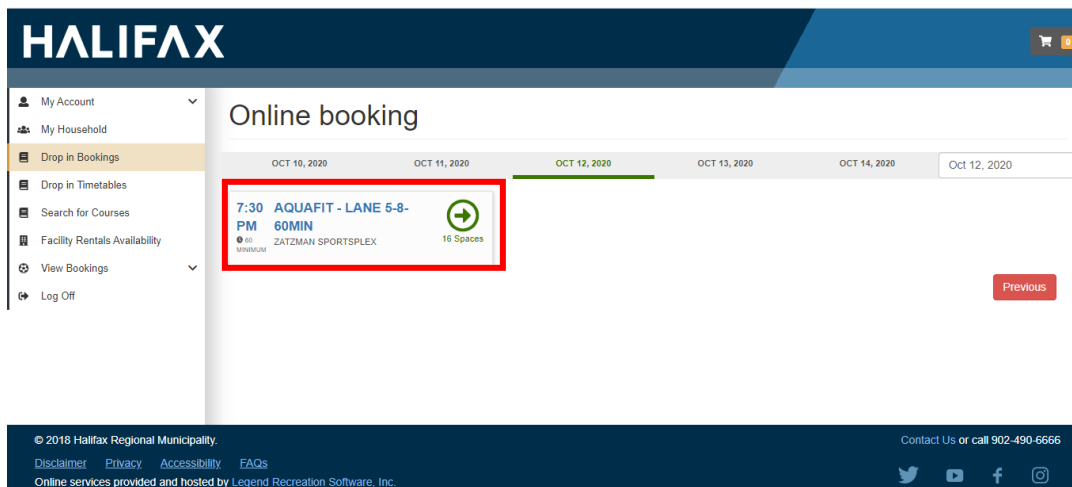 HALIFAX
0
My Account
My Household
Drop in Bookings
Drop in Timetables
Search for Courses
Facility Rentals Availability
View Bookings
Log Off
Online booking
OCT 10, 2020 OCT 11, 2020 OCT 12, 2020 OCT 13, 2020 OCT 14, 2020 Oct 12, 2020
7:30 AQUAFIT - LANE 5-8-
PM 60MIN
60 ZATZMAN SPORTSPLEX 16 Spaces
MINIMUM
Previous
© 2018 Halifax Regional Municipality. Contact Us or call 902-490-6666
Disclaimer Privacy Accessibility FAQs
Online services provided and hosted by Legend Recreation Software, Inc.